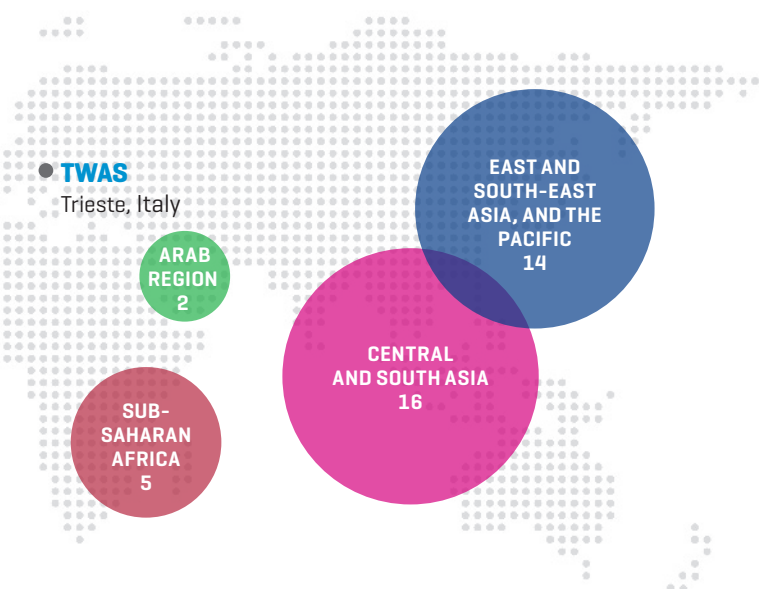 TWAS
Trieste, Italy
EAST AND
SOUTH-EAST
ASIA, AND THE
PACIFIC
14
ARAB
REGION
2
CENTRAL
AND SOUTH ASIA
16
SUB-
SAHARAN
AFRICA
5